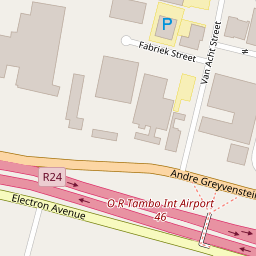 P
Fabriek Street
Van Acht Street
R24
Andre Greyvenstein
O.R Tambo Int Airport
46
Electron Avenue